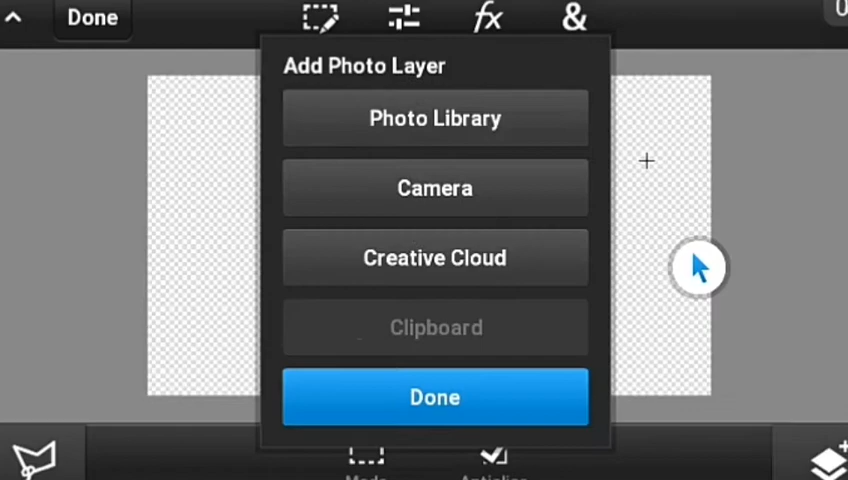 Done
fx
&
Add Photo Layer
Photo Library
Camera
Creative Cloud
Clipboard
Done